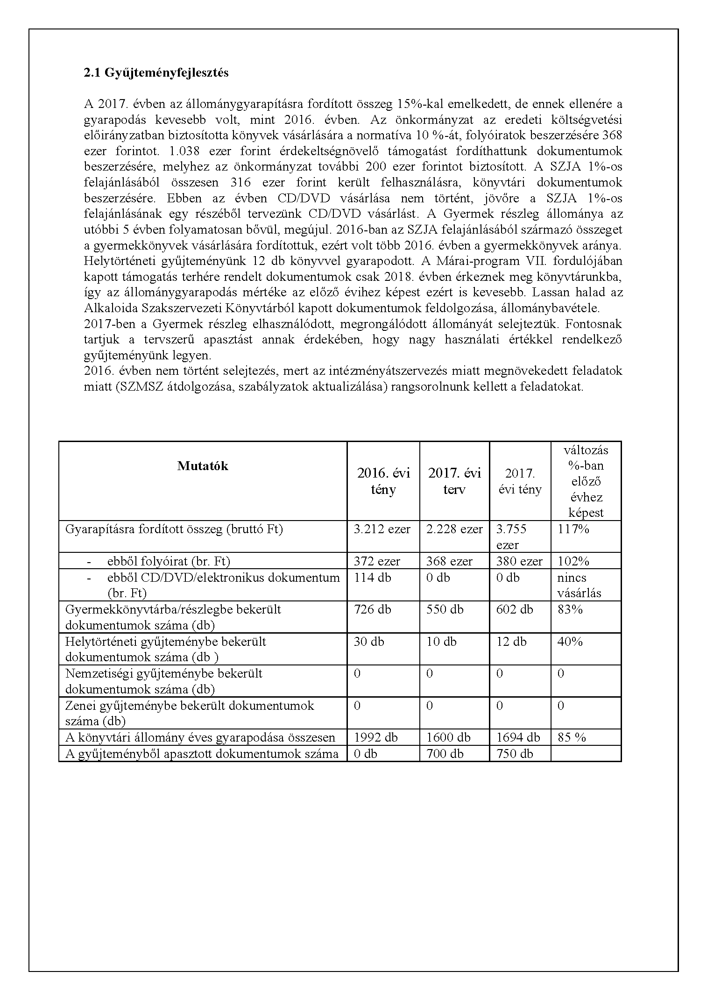 2.1 Gyűjteményfejlesztés
A 2017. évben az állománygyarapításra fordított összeg 15%-kal emelkedett, de ennek ellenére a
gyarapodás kevesebb volt, mint 2016. évben. Az önkormányzat az eredeti költségvetési
előirányzatban biztosította könyvek vásárlására a normatíva 10 %-át, folyóiratok beszerzésére 368
ezer forintot. 1.038 ezer forint érdekeltségnövelő támogatást fordíthattunk dokumentumok
beszerzésére, melyhez az önkormányzat további 200 ezer forintot biztosított. A SZJA 1%-os
felajánlásából összesen 316 ezer forint került felhasználásra, könyvtári dokumentumok
beszerzésére. Ebben az évben CD/DVD vásárlása nem történt, jövőre a SZJA 1%-os
felajánlásának egy részéből tervezünk CD/DVD vásárlást. A Gyermek részleg állománya az
utóbbi 5 évben folyamatosan bővül, megújul. 2016-ban az SZJA felajánlásából származó összeget
a gyermekkönyvek vásárlására fordítottuk, ezért volt több 2016. évben a gyermekkönyvek aránya.
Helytörténeti gyűjteményünk 12 db könyvvel gyarapodott. A Márai-program VII. fordulójában
kapott támogatás terhére rendelt dokumentumok csak 2018. évben érkeznek meg könyvtárunkba,
így az állománygyarapodás mértéke az előző évihez képest ezért is kevesebb. Lassan halad az
Alkaloida Szakszervezeti Könyvtárból kapott dokumentumok feldolgozása, állománybavétele.
2017-ben a Gyermek részleg elhasználódott, megrongálódott állományát selejteztük. Fontosnak
tartjuk a tervszerű apasztást annak érdekében, hogy nagy használati értékkel rendelkező
gyűjteményünk legyen.
2016. évben nem történt selejtezés, mert az intézményátszervezés miatt megnövekedett feladatok
miatt (SZMSZ átdolgozása, szabályzatok aktualizálása) rangsorolnunk kellett a feladatokat.
Mutatók
2016. évi
tény
2017. évi
terv
2017.
évi tény
változás
%-ban
előző
évhez
képest
Gyarapításra fordított összeg (bruttó Ft) 3.212 ezer 2.228 ezer 3.755 117%
ezer
- ebből folyóirat (br. Ft) 372 ezer 368 ezer 380 ezer 102%
- ebből CD/DVD/elektronikus dokumentum 114 db 0 db 0 db nincs
(br. Ft) vásárlás
Gyermekkönyvtárba/részlegbe bekerült 726 db 550 db 602 db 83%
dokumentumok száma (db)
Helytörténeti gyűjteménybe bekerült 30 db 10 db 12 db 40%
dokumentumok száma (db )
Nemzetiségi gyűjteménybe bekerült 0 0 0 0
dokumentumok száma (db)
Zenei gyűjteménybe bekerült dokumentumok 0 0 0 0
száma (db)
A könyvtári állomány éves gyarapodása összesen 1992 db 1600 db 1694 db 85 %
A gyűjteményből apasztott dokumentumok száma 0 db 700 db 750 db